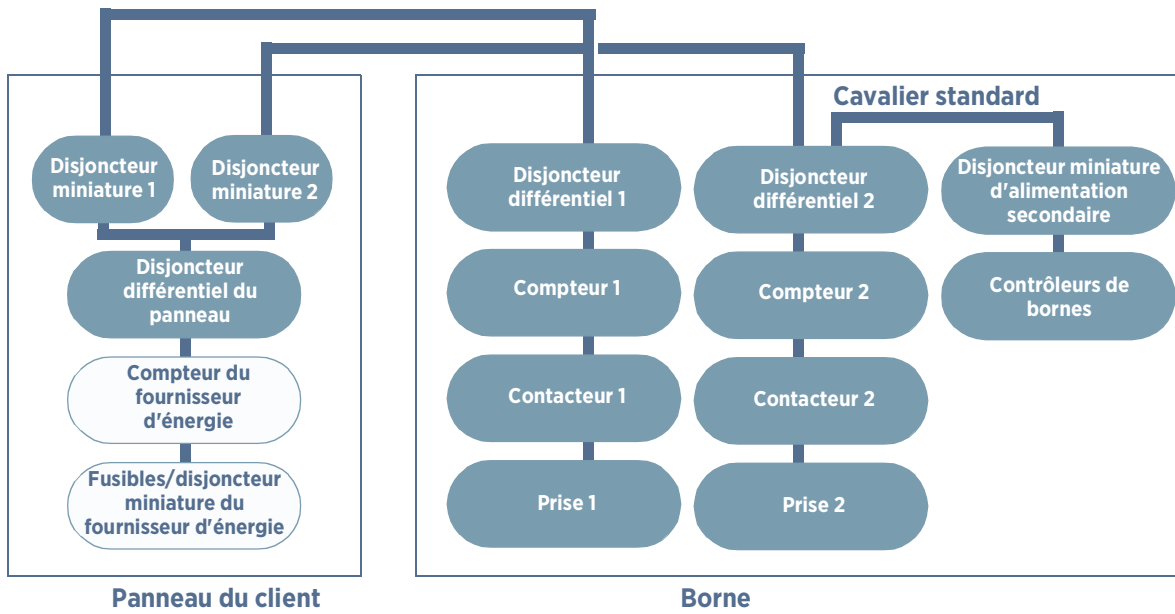 Cavalier standard
Disjoncteur
miniature 1
Disjoncteur
miniature 2
Disjoncteur
différentiel du
panneau
Compteur du
fournisseur
d'énergie
Fusibles/disjoncteur
miniature du
fournisseur d'énergie
Panneau du client
Disjoncteur
différentiel 1
Compteur 1
Contacteur 1
Prise 1
Disjoncteur
différentiel 2
Compteur 2
Contacteur 2
Prise 2
Disjoncteur miniature
d'alimentation
secondaire
Contrôleurs de
bornes
Borne